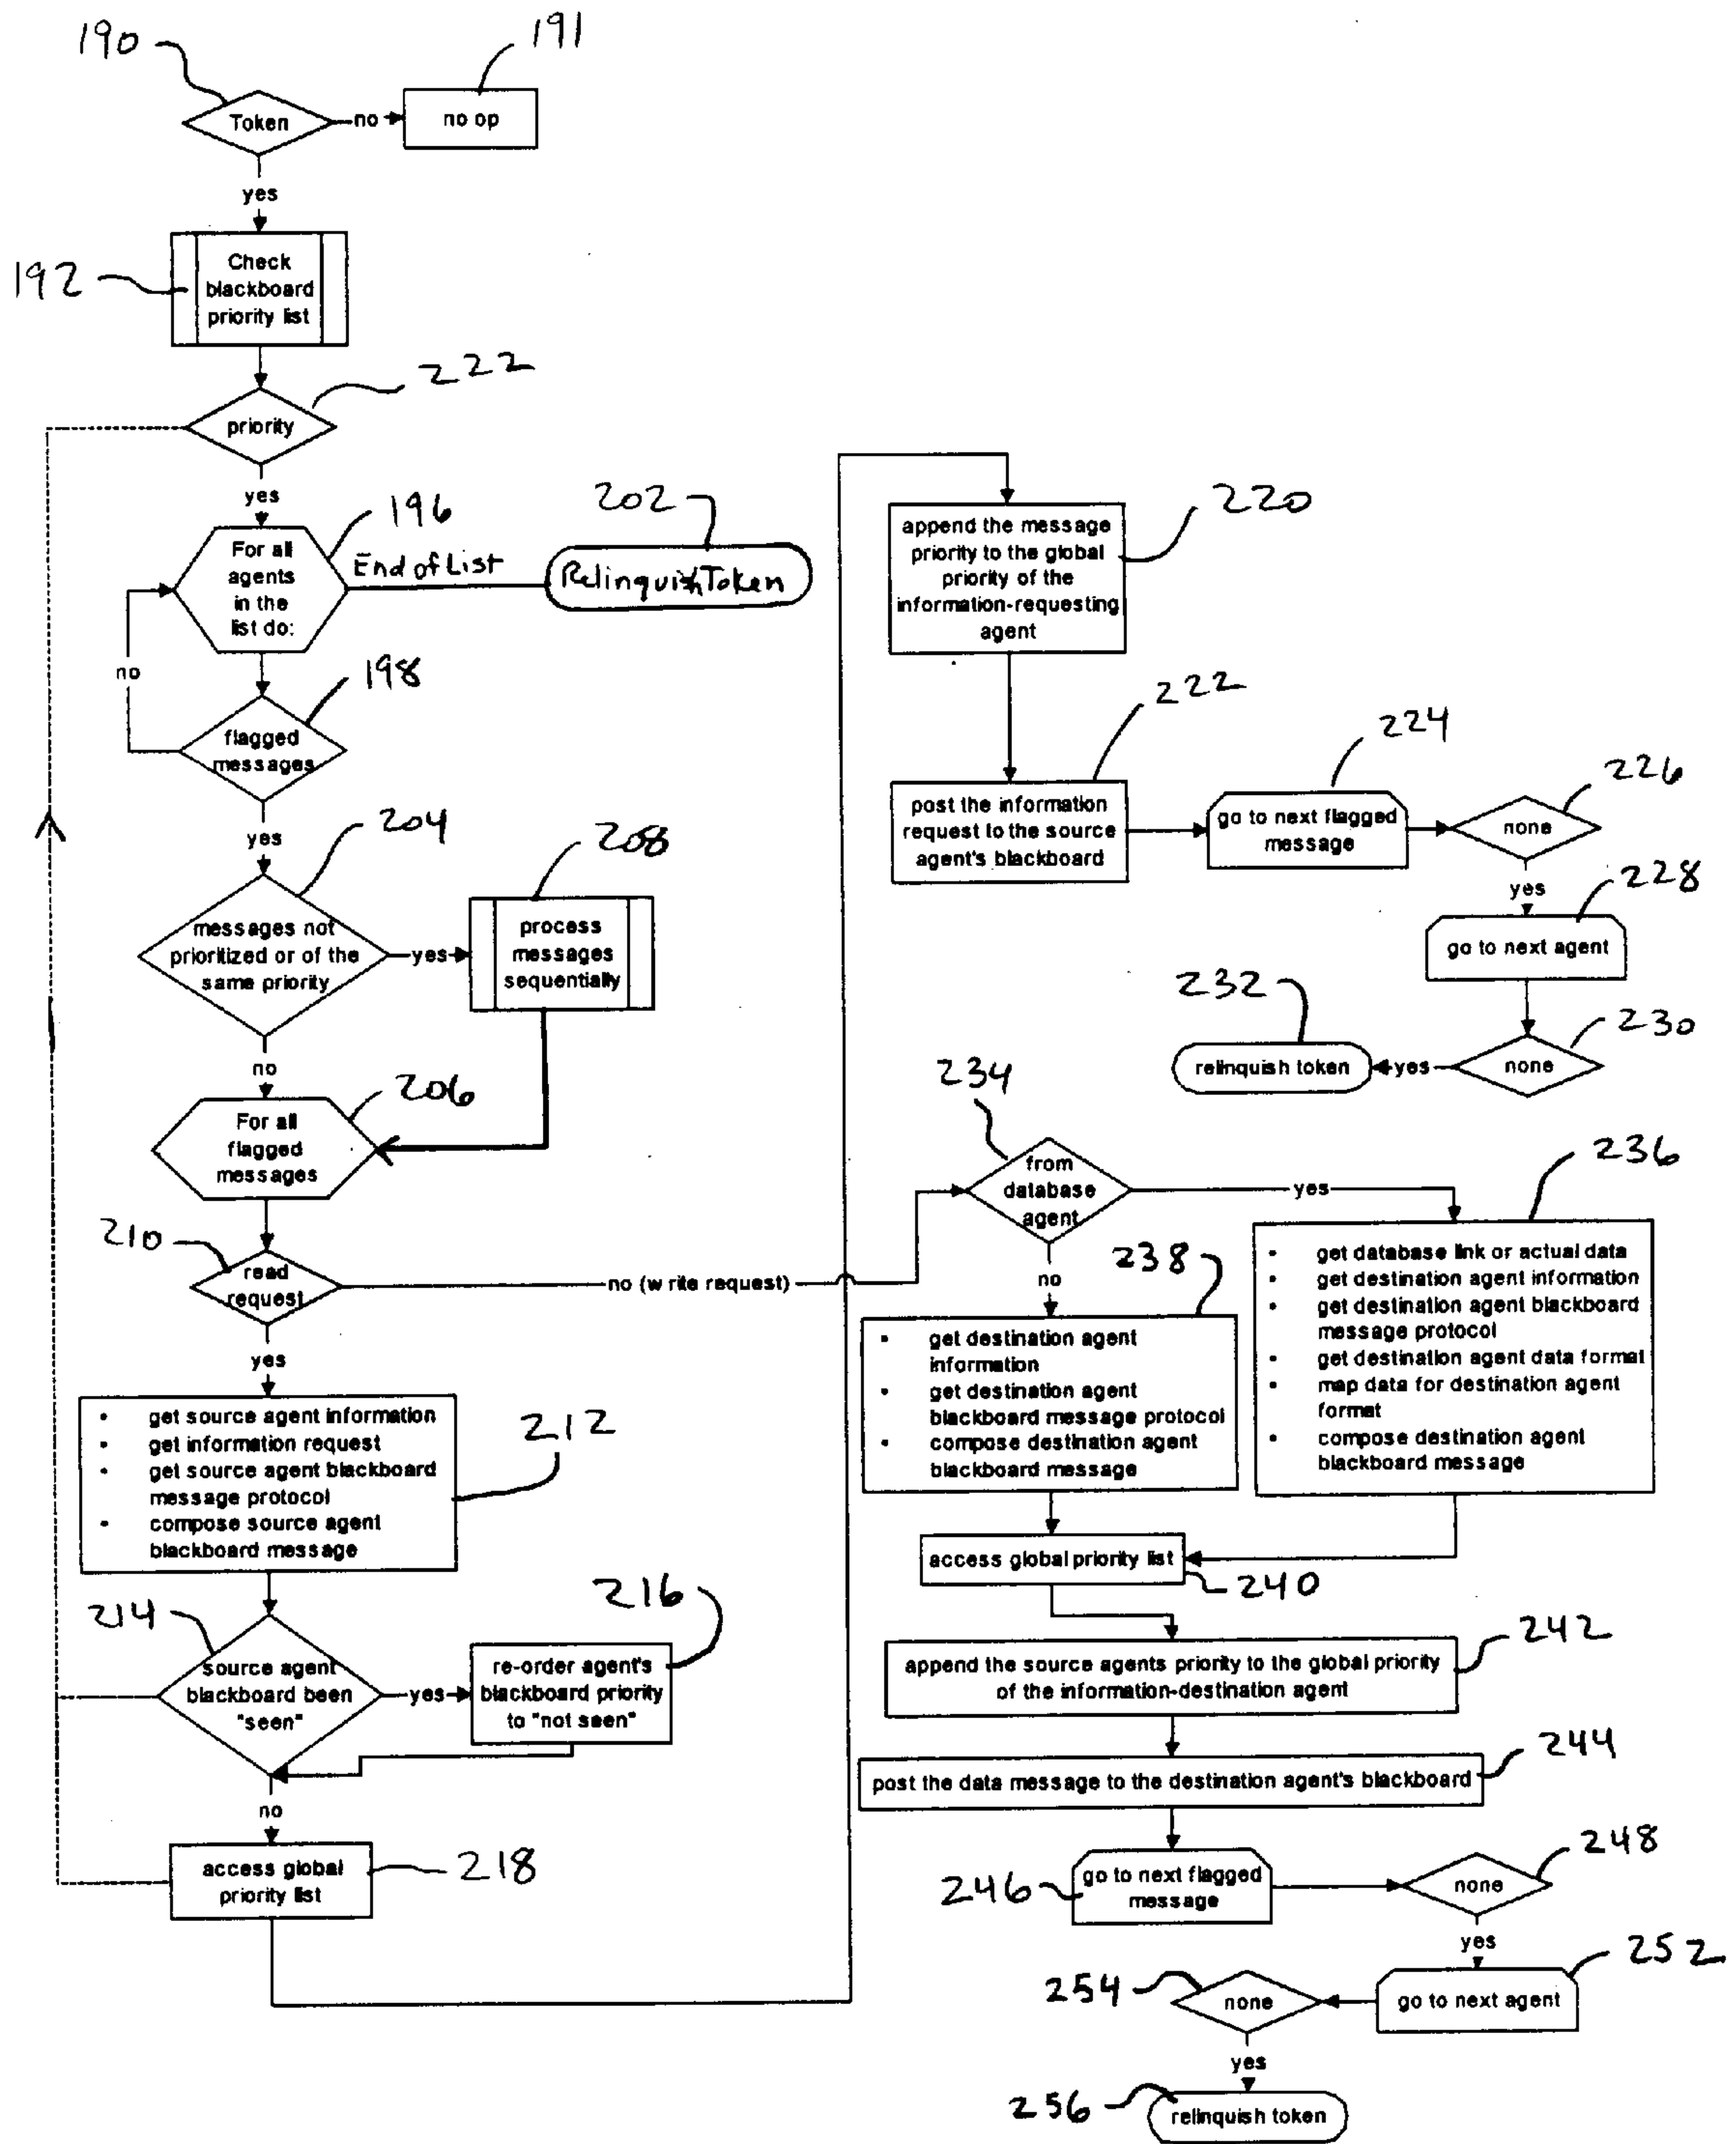 190
191
Token
no
no op
yes
192
Check
blackboard
priority list
222
priority
yes
196
202
For all
agents
in the
list do:
End of List
Relinquish Token
no
198
flagged
messages
yes
204
208
messages not
prioritized or of the
same priority
yes
process
messages
sequentially
no
206
For all
flagged
messages
210
read
request
no (write request)
yes
• get source agent information
• get information request
• get source agent blackboard
message protocol
• compose source agent
blackboard message
212
214
216
source agent
blackboard been
"seen"
yes
re-order agent's
blackboard priority
to "not seen"
no
access global
priority list
218
220
append the message
priority to the global
priority of the
information-requesting
agent
222
224
226
post the information
request to the source
agent's blackboard
go to next flagged
message
none
yes
228
go to next agent
232
230
relinquish token
yes
none
234
from
database
agent
yes
236
no
238
• get destination agent
information
• get destination agent
blackboard message protocol
• compose destination agent
blackboard message
• get database link or actual data
• get destination agent information
• get destination agent blackboard
message protocol
• get destination agent data format
• map data for destination agent
format
• compose destination agent
blackboard message
access global priority list
240
242
append the source agents priority to the global priority
of the information-destination agent
244
post the data message to the destination agent's blackboard
246
go to next flagged
message
248
none
yes
252
254
none
go to next agent
yes
256
relinquish token